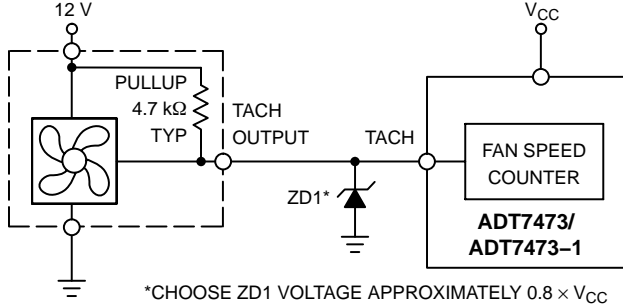 12 V
VCC
PULLUP
4.7 kΩ
TYP
TACH
OUTPUT
TACH
FAN SPEED
COUNTER
ZD1*
ADT7473/
ADT7473–1
*CHOOSE ZD1 VOLTAGE APPROXIMATELY 0.8 × VCC